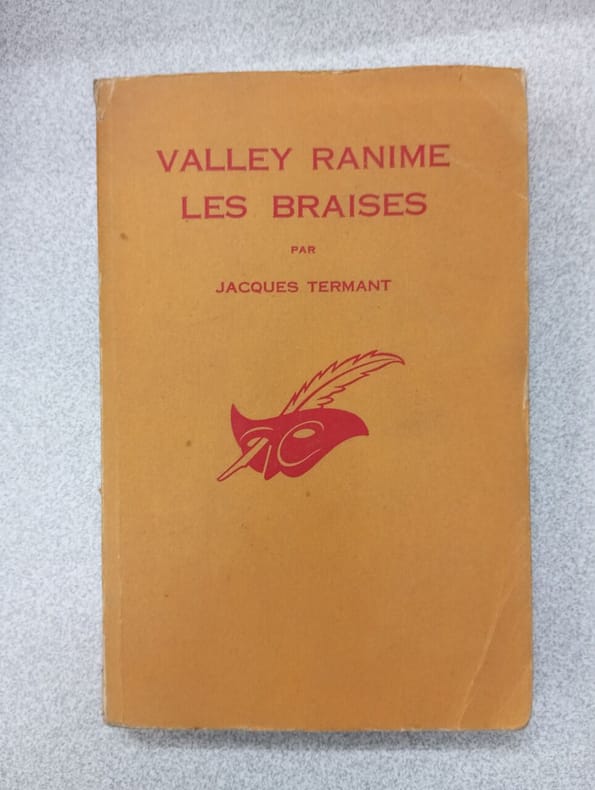 VALLEY RANIME
LES BRAISES
PAR
JACQUES TERMANT